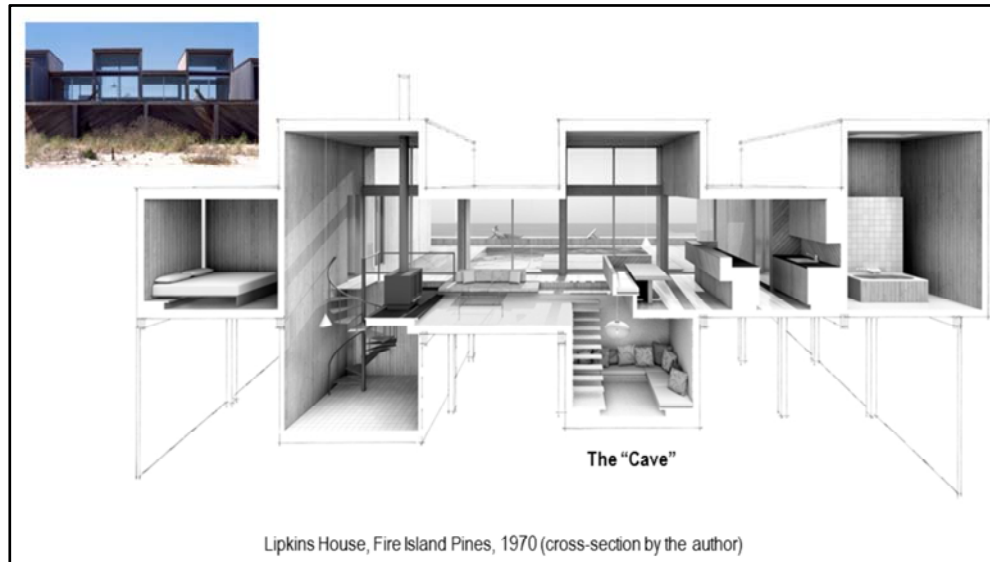 The “Cave”
Lipkins House, Fire Island Pines, 1970 (cross-section by the author)